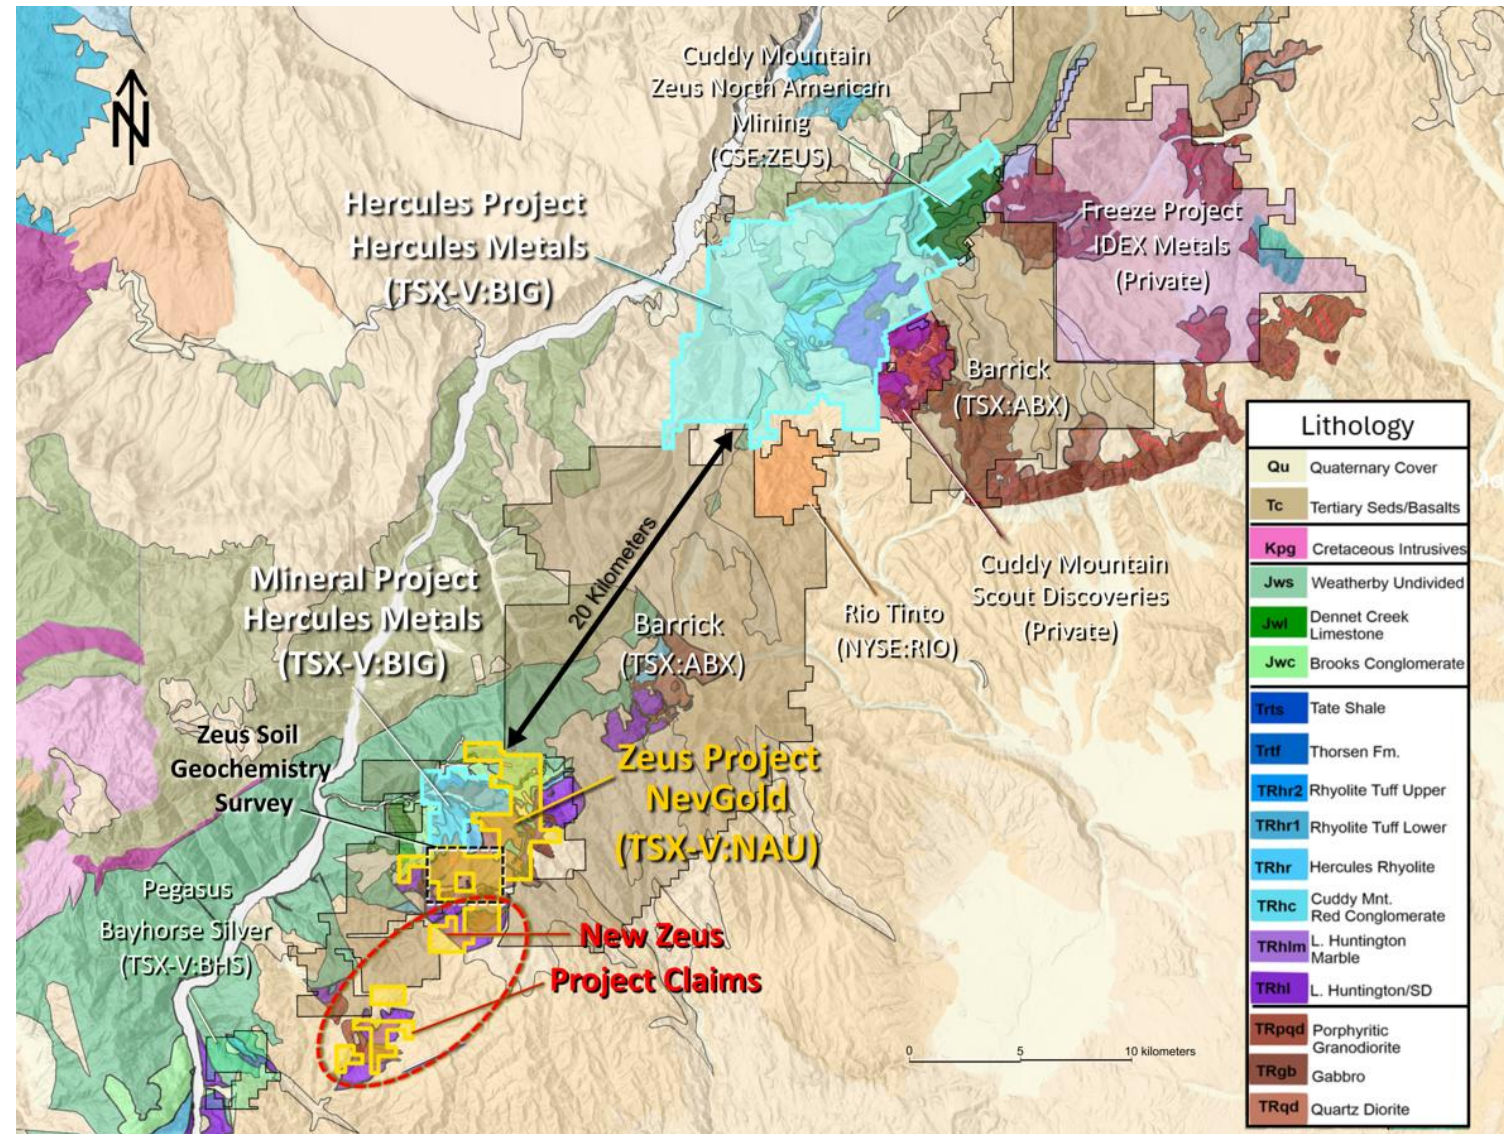 N
Cuddy Mountain
Zeus North American
Mining
(CSE:ZEUS)
Hercules Project
Hercules Metals
(TSX-V:BIG)
Freeze Project
IDEX Metals
(Private)
Barrick
(TSX:ABX)
20 Kilometers
Cuddy Mountain
Scout Discoveries
(Private)
Rio Tinto
(NYSE:RIO)
Mineral Project
Hercules Metals
(TSX-V:BIG)
Barrick
(TSX:ABX)
Zeus Soil
Geochemistry
Survey
Zeus Project
NevGold
(TSX-V:NAU)
Pegasus
Bayhorse Silver
(TSX-V:BHS)
New Zeus
Project Claims
0 5 10 kilometers
Lithology
Qu Quaternary Cover
Tc Tertiary Seds/Basalts
Kpg Cretaceous Intrusives
Jws Weatherby Undivided
Jwl Dennet Creek
Limestone
Jwc Brooks Conglomerate
Trts Tate Shale
Trtf Thorsen Fm.
TRhr2 Rhyolite Tuff Upper
TRhr1 Rhyolite Tuff Lower
TRhr Hercules Rhyolite
TRhc Cuddy Mnt.
Red Conglomerate
TRhlm L. Huntington
Marble
TRhl L. Huntington/SD
TRpqd Porphyritic
Granodiorite
TRgb Gabbro
TRqd Quartz Diorite